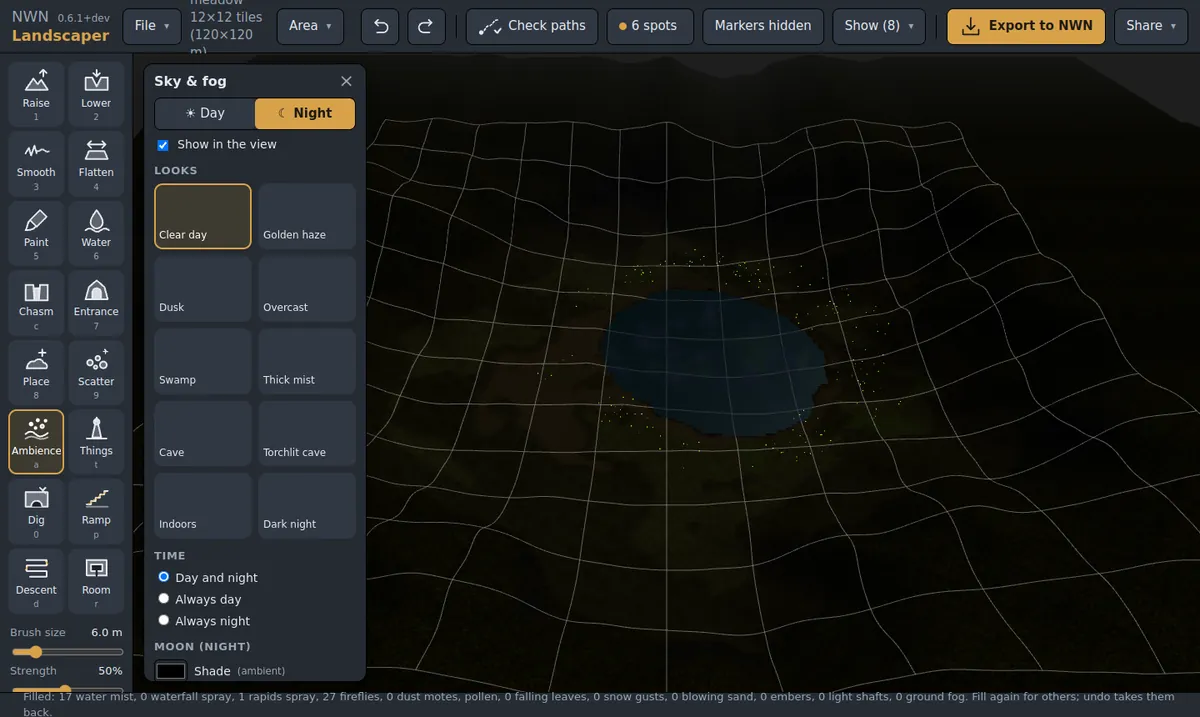 NWN 0.6.1+dev
Landscaper
File ▾
meadow
12×12 tiles
(120×120
m)
Area ▾
Check paths
6 spots
Markers hidden
Show (8) ▾
Export to NWN
Share ▾
Raise
1
Lower
2
Smooth
3
Flatten
4
Paint
5
Water
6
Chasm
c
Entrance
7
Place
8
Scatter
9
Ambience
a
Things
t
Dig
0
Ramp
p
Descent
d
Room
r
Brush size 6.0 m
Strength 50%
Sky & fog
Day
Night
Show in the view
LOOKS
Clear day
Golden haze
Dusk
Overcast
Swamp
Thick mist
Cave
Torchlit cave
Indoors
Dark night
TIME
Day and night
Always day
Always night
MOON (NIGHT)
Shade (ambient)
Filled: 17 water mist, 0 waterfall spray, 1 rapids spray, 27 fireflies, 0 dust motes, pollen, 0 falling leaves, 0 snow gusts, 0 blowing sand, 0 embers, 0 light shafts, 0 ground fog. Fill again for others; undo takes them
back.